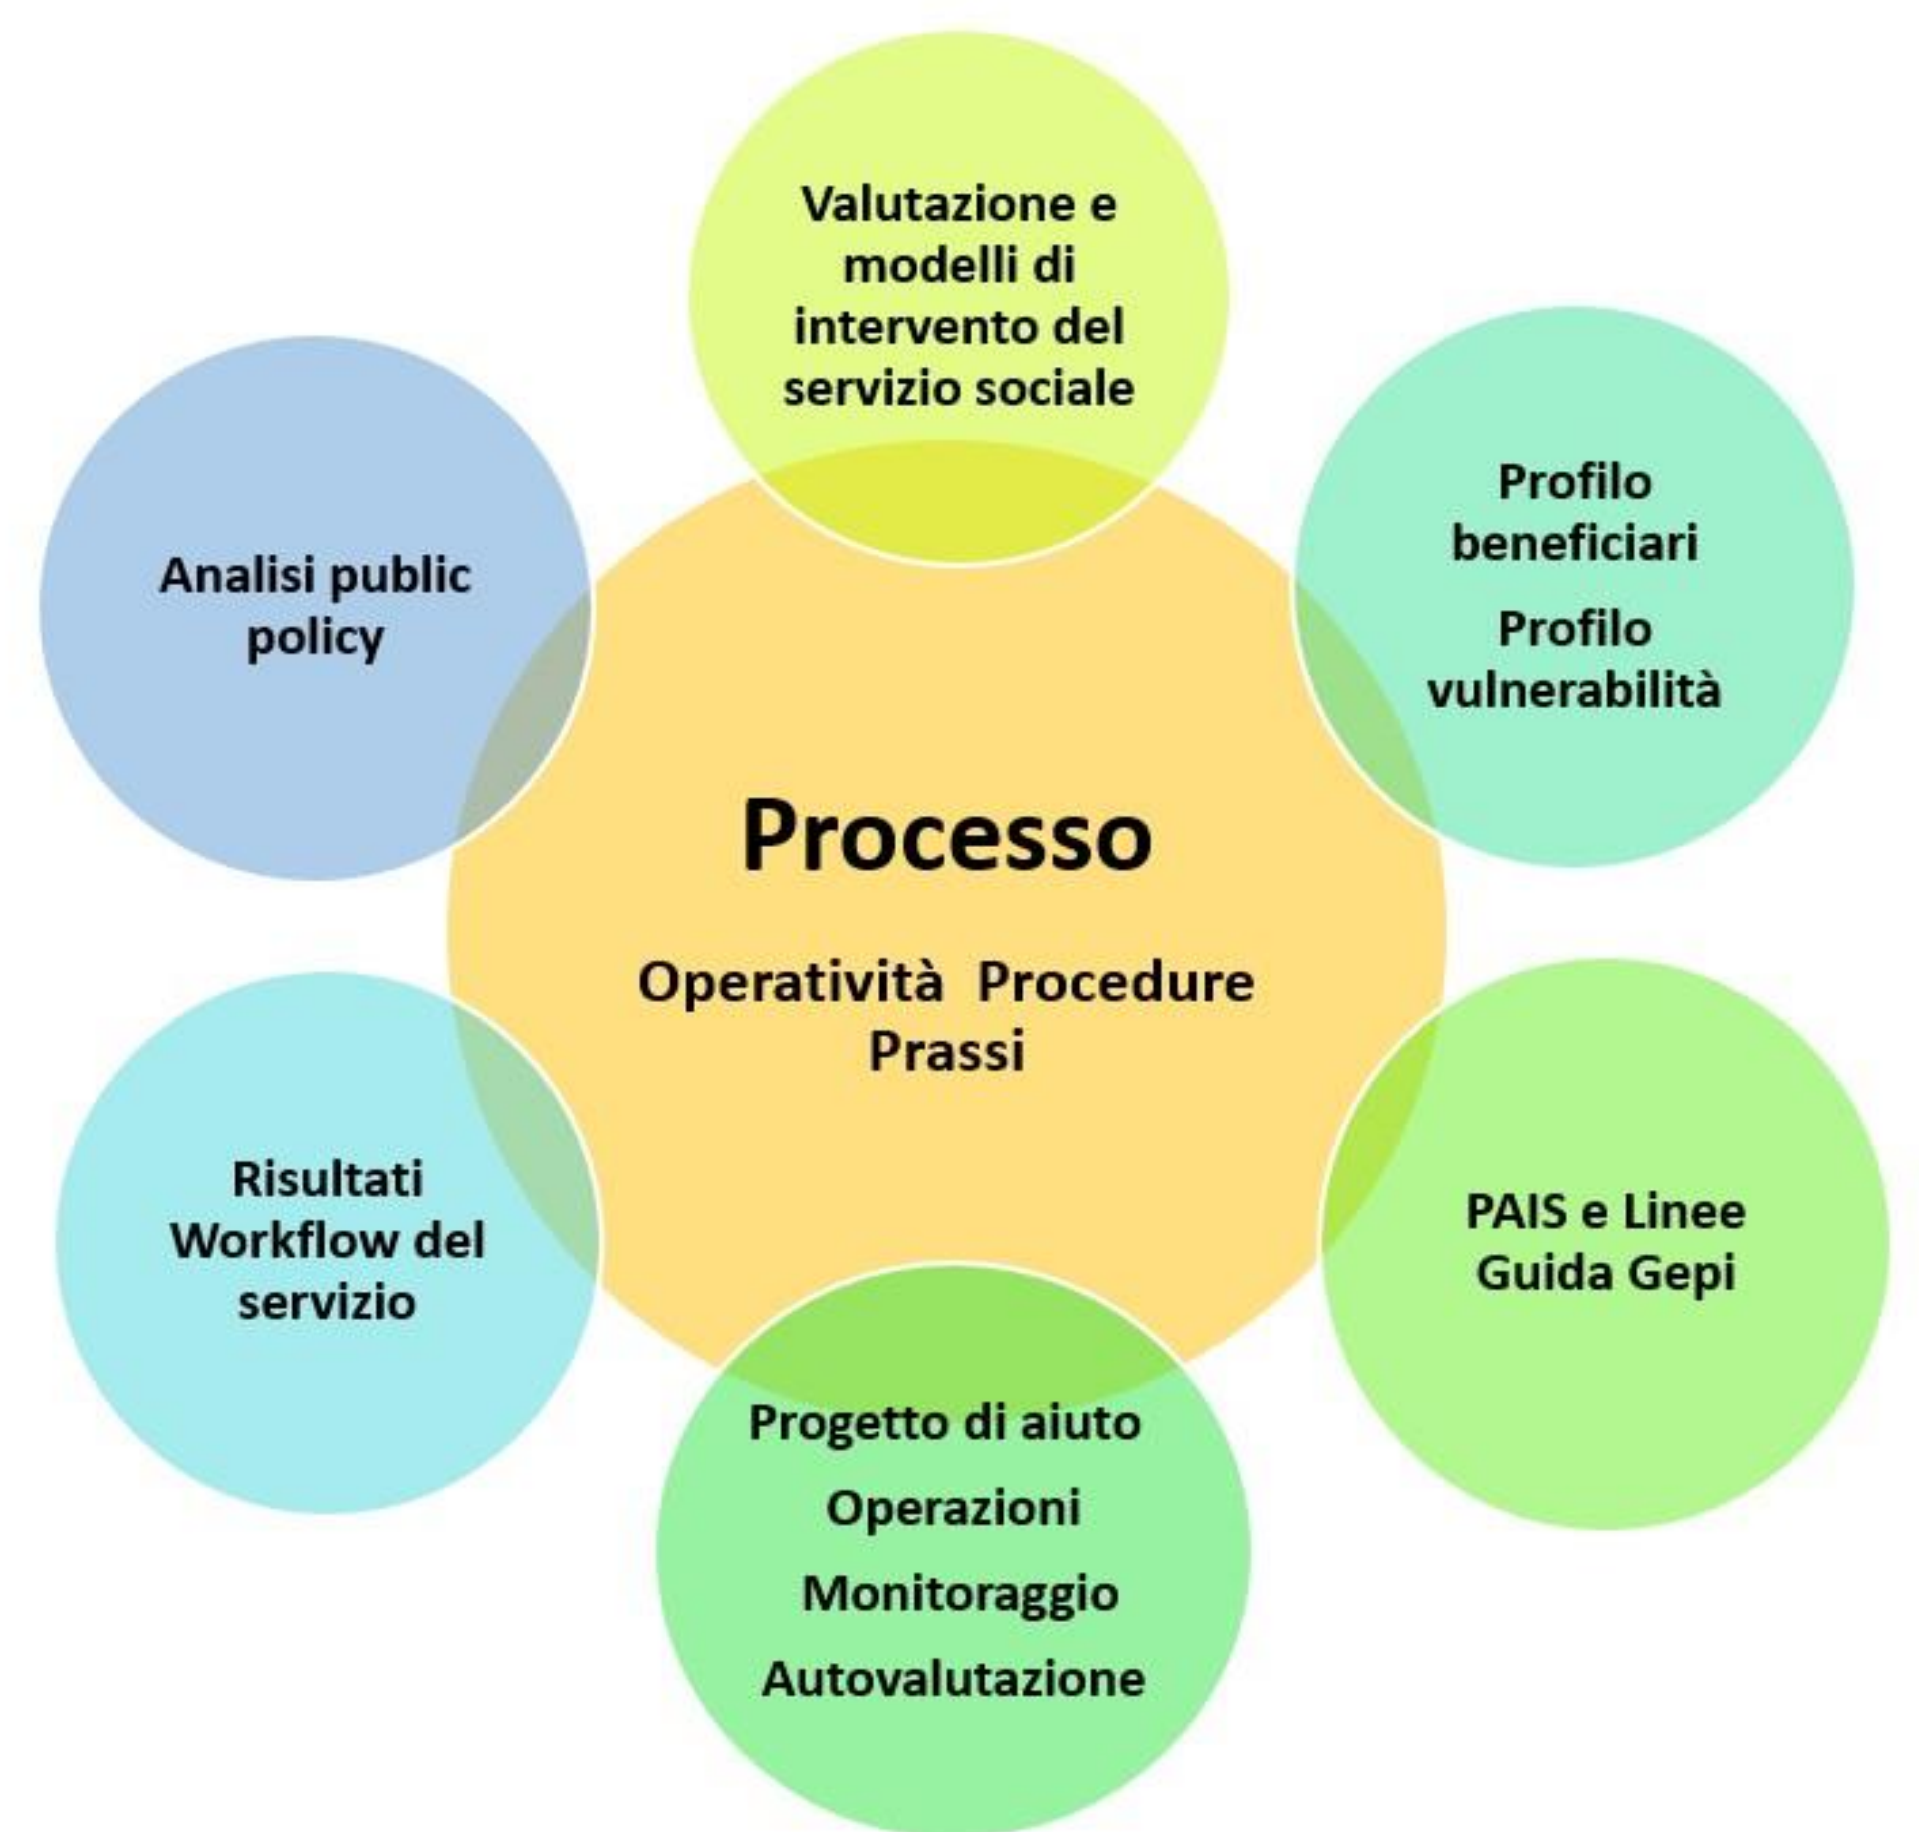 Valutazione e
modelli di
intervento del
servizio sociale
Profilo
beneficiari
Profilo
vulnerabilità
Analisi public
policy
Processo
Operatività  Procedure
Prassi
PAIS e Linee
Guida Gepi
Risultati
Workflow del
servizio
Progetto di aiuto
Operazioni
Monitoraggio
Autovalutazione